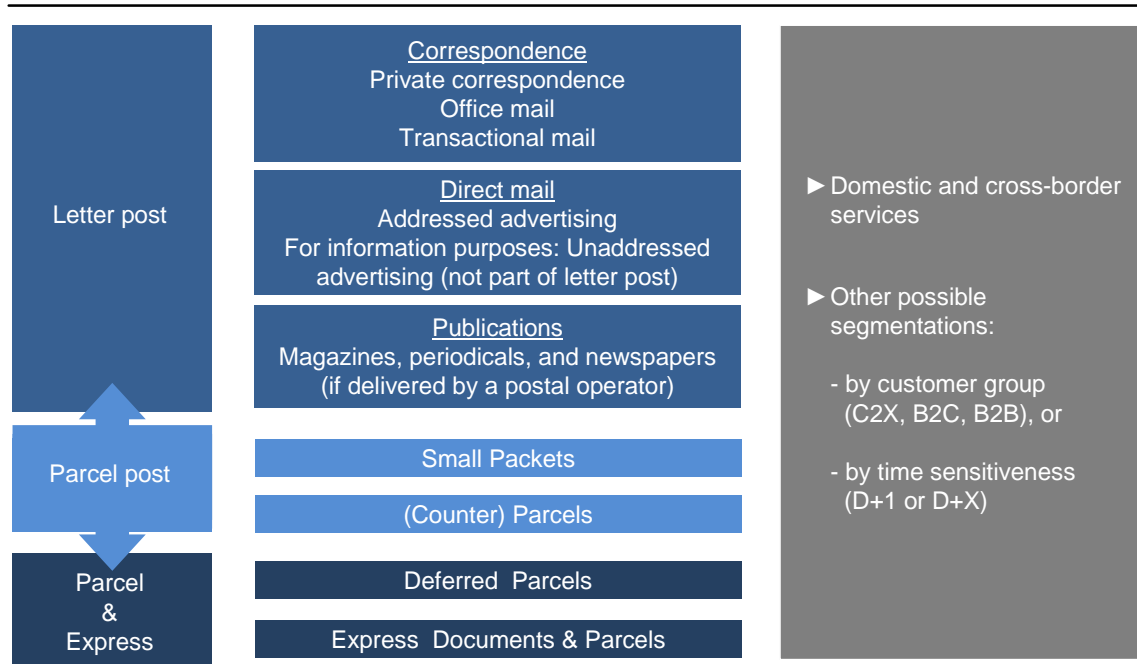 Letter post
Parcel post
Parcel
&
Express
Correspondence
Private correspondence
Office mail
Transactional mail
Direct mail
Addressed advertising
For information purposes: Unaddressed
advertising (not part of letter post)
Publications
Magazines, periodicals, and newspapers
(if delivered by a postal operator)
Small Packets
(Counter) Parcels
Deferred Parcels
Express Documents & Parcels
►Domestic and cross-border
services
►Other possible
segmentations:
- by customer group
(C2X, B2C, B2B), or
- by time sensitiveness
(D+1 or D+X)